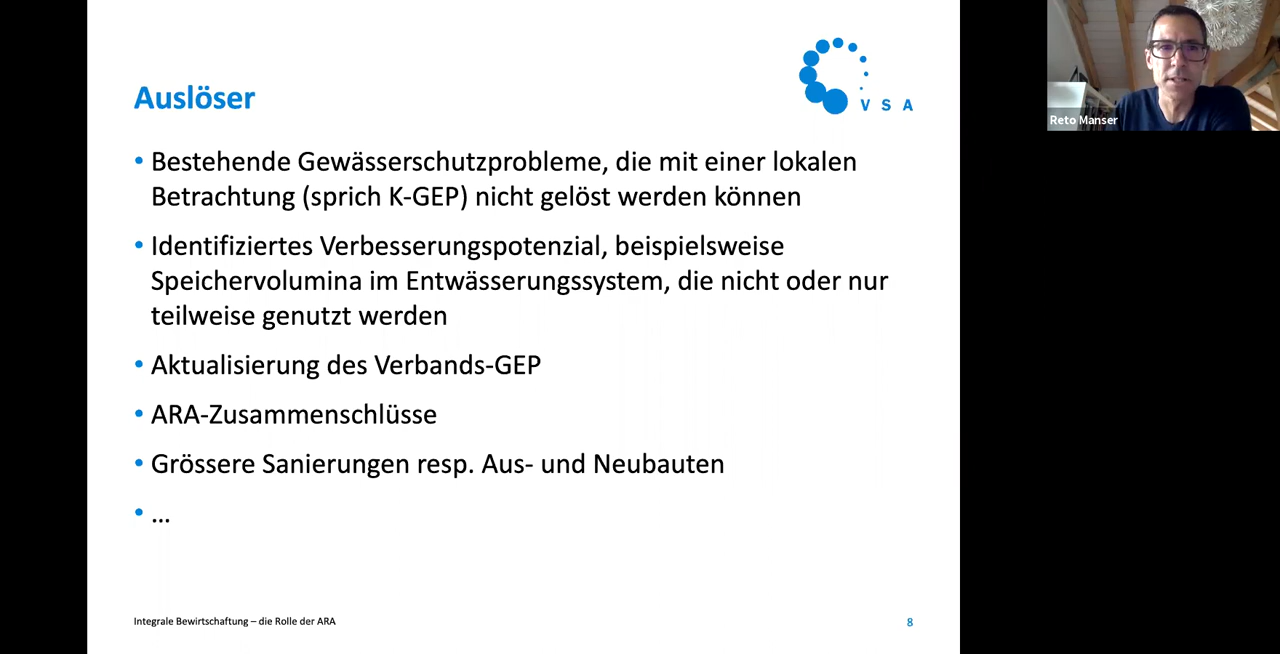 Auslöser
V S A
Reto Manser
• Bestehende Gewässerschutzprobleme, die mit einer lokalen
Betrachtung (sprich K-GEP) nicht gelöst werden können
• Identifiziertes Verbesserungspotenzial, beispielsweise
Speichervolumina im Entwässerungssystem, die nicht oder nur
teilweise genutzt werden
• Aktualisierung des Verbands-GEP
• ARA-Zusammenschlüsse
• Grössere Sanierungen resp. Aus- und Neubauten
• ...
Integrale Bewirtschaftung – die Rolle der ARA
8